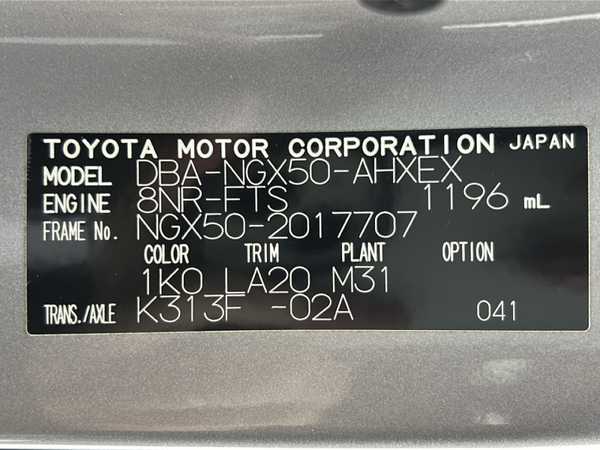 TOYOTA MOTOR CORPORATION JAPAN
MODEL DBA-NGX50-AHXEX
ENGINE 8NR-FTS 1196 mL
FRAME No. NGX50-2017707
COLOR TRIM PLANT OPTION
1K0 LA20 M31
TRANS./AXLE K313F -02A 041